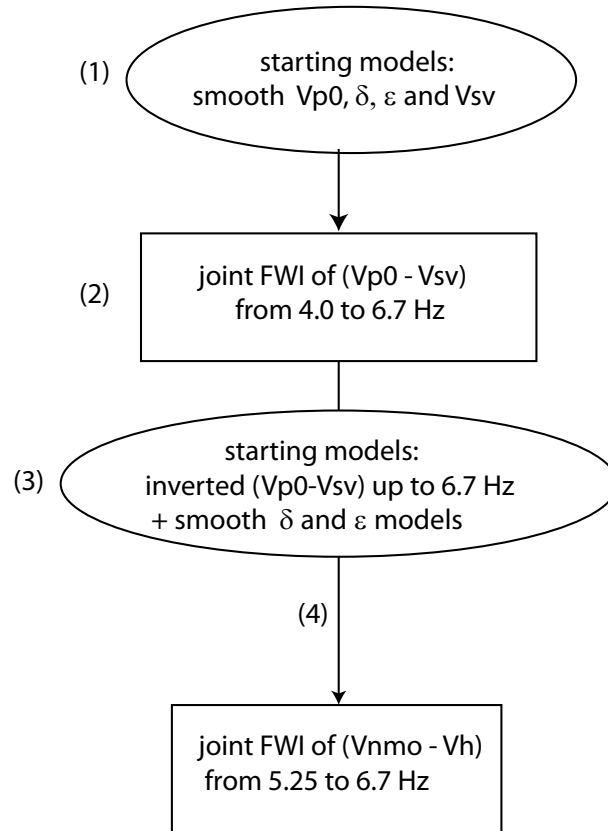 (1)
starting models:
smooth Vp0, δ, ε and Vsv
(2)
joint FWI of (Vp0 - Vsv)
from 4.0 to 6.7 Hz
(3)
starting models:
inverted (Vp0-Vsv) up to 6.7 Hz
+ smooth δ and ε models
(4)
joint FWI of (Vnmo - Vh)
from 5.25 to 6.7 Hz